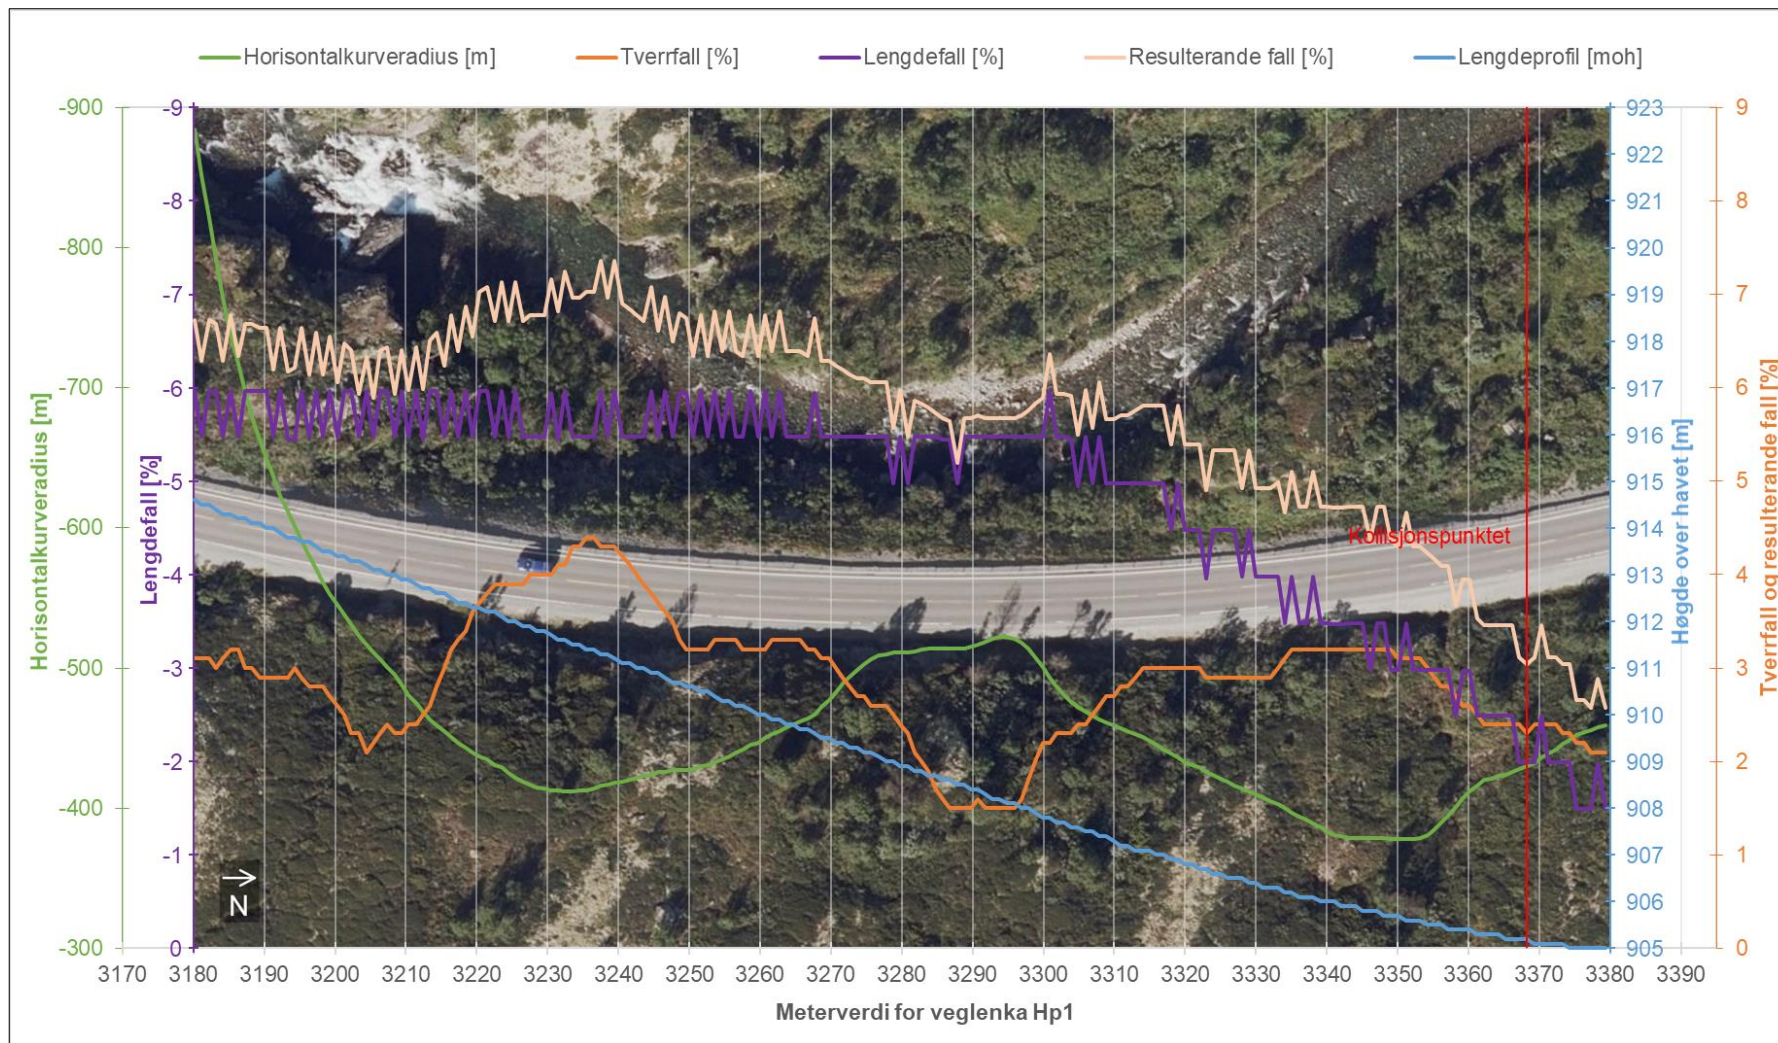 Horisontalkurveradius [m] Tverrfall [%] Lengdefall [%] Resulterande fall [%] Lengdeprofil [moh]
-900 -9 923 9
922
-8 921 8
-800 920
-7 919 7
918
-700 -6 917 6
916
-5 915 5
-600 914
Kollisjonspunktet
-4 913 4
912
-500 -3 911 3
910
-2 909 2
-400 908
-1 907 1
906
-300 0 905 0
Horisontalkurveradius [m]
Lengdefall [%]
Høgde over havet [m]
Tverrfall og resulterande fall [%]
N
3170 3180 3190 3200 3210 3220 3230 3240 3250 3260 3270 3280 3290 3300 3310 3320 3330 3340 3350 3360 3370 3380 3390
Meterverdi for veglenka Hp1